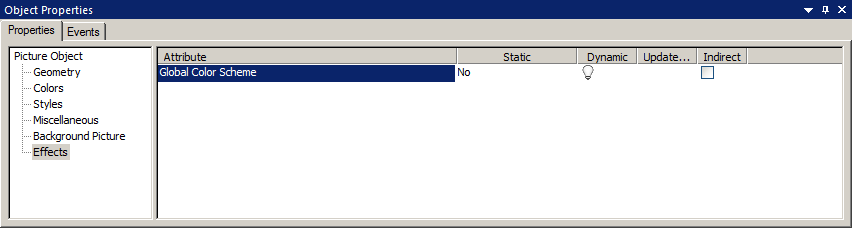 Object Properties
Properties Events
Picture Object
Geometry
Colors
Styles
Miscellaneous
Background Picture
Effects
Attribute Static Dynamic Update... Indirect
Global Color Scheme No